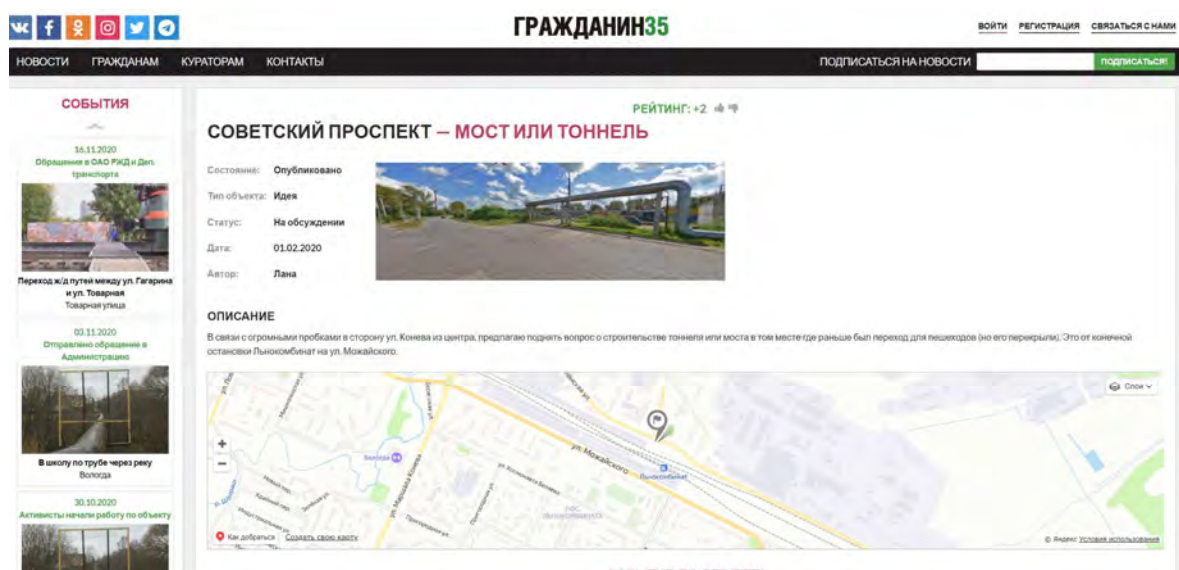 ГРАЖДАНИН35
ВОЙТИ РЕГИСТРАЦИЯ СВЯЗАТЬСЯ С НАМИ
НОВОСТИ ГРАЖДАНАМ КУРАТОРАМ КОНТАКТЫ ПОДПИСАТЬСЯ НА НОВОСТИ ПОДПИСАТЬСЯ!
СОБЫТИЯ
16.11.2020
Обращение в ОАО РЖД и Деп.
транспорта
Переход ж/д путей между ул. Гагарина
и ул. Товарная
Товарная улица
03.11.2020
Отправлено обращение в
Администрацию
В школу по трубе через реку
Вологда
30.10.2020
Активисты начали работу по объекту
РЕЙТИНГ: +2
СОВЕТСКИЙ ПРОСПЕКТ – МОСТ ИЛИ ТОННЕЛЬ
Состояние: Опубликовано
Тип объекта: Идея
Статус: На обсуждении
Дата: 01.02.2020
Автор: Лана
ОПИСАНИЕ
В связи с огромными пробками в сторону ул. Конева из центра, предлагаю поднять вопрос о строительстве тоннеля или моста в том месте где раньше был переход для пешеходов (но его перекрыли). Это от конечной
остановки Льнокомбинат на ул. Можайского.
Слои
ул. Можайского
Льнокомбинат
Вологда
ул. Маршала Конева
Пригородная ул.
Как добраться Создать свою карту
© Яндекс Условия использования